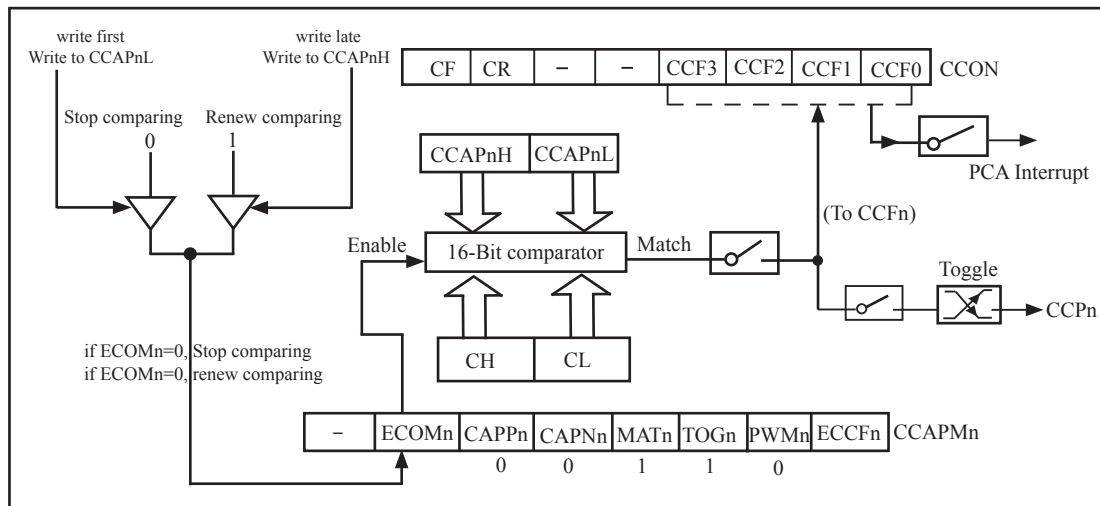 write first
Write to CCAPnL
write late
Write to CCAPnH
CF CR – – CCF3 CCF2 CCF1 CCF0 CCON
Stop comparing
0
Renew comparing
1
CCAPnH CCAPnL
PCA Interrupt
(To CCFn)
Enable
16-Bit comparator
Match
Toggle
CCPn
CH CL
if ECOMn=0, Stop comparing
if ECOMn=0, renew comparing
– ECOMn CAPPn CAPNn MATn TOGn PWMn ECCFn CCAPMn
0 0 1 1 0